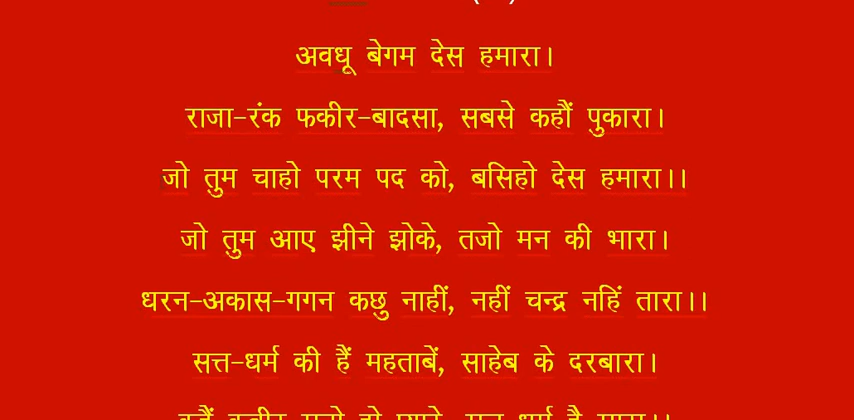 अवधू बेगम देस हमारा।
राजा-रंक फकीर-बादसा, सबसे कहौं पुकारा।
जो तुम चाहो परम पद को, बसिहो देस हमारा।।
जो तुम आए झीने झोके, तजो मन की भारा।
धरन-अकास-गगन कछु नाहीं, नहीं चन्द्र नहिं तारा।।
सत्त-धर्म की हैं महताबें, साहेब के दरबारा।